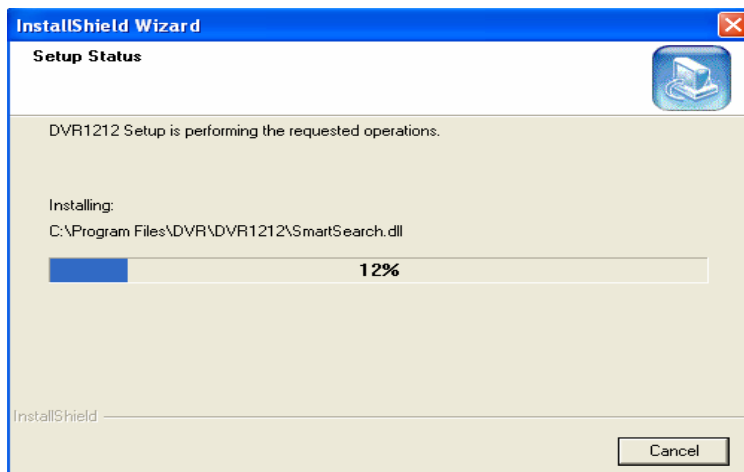 InstallShield Wizard
Setup Status
DVR1212 Setup is performing the requested operations.
Installing:
C:\Program Files\DVR\DVR1212\SmartSearch.dll
12%
InstallShield
Cancel